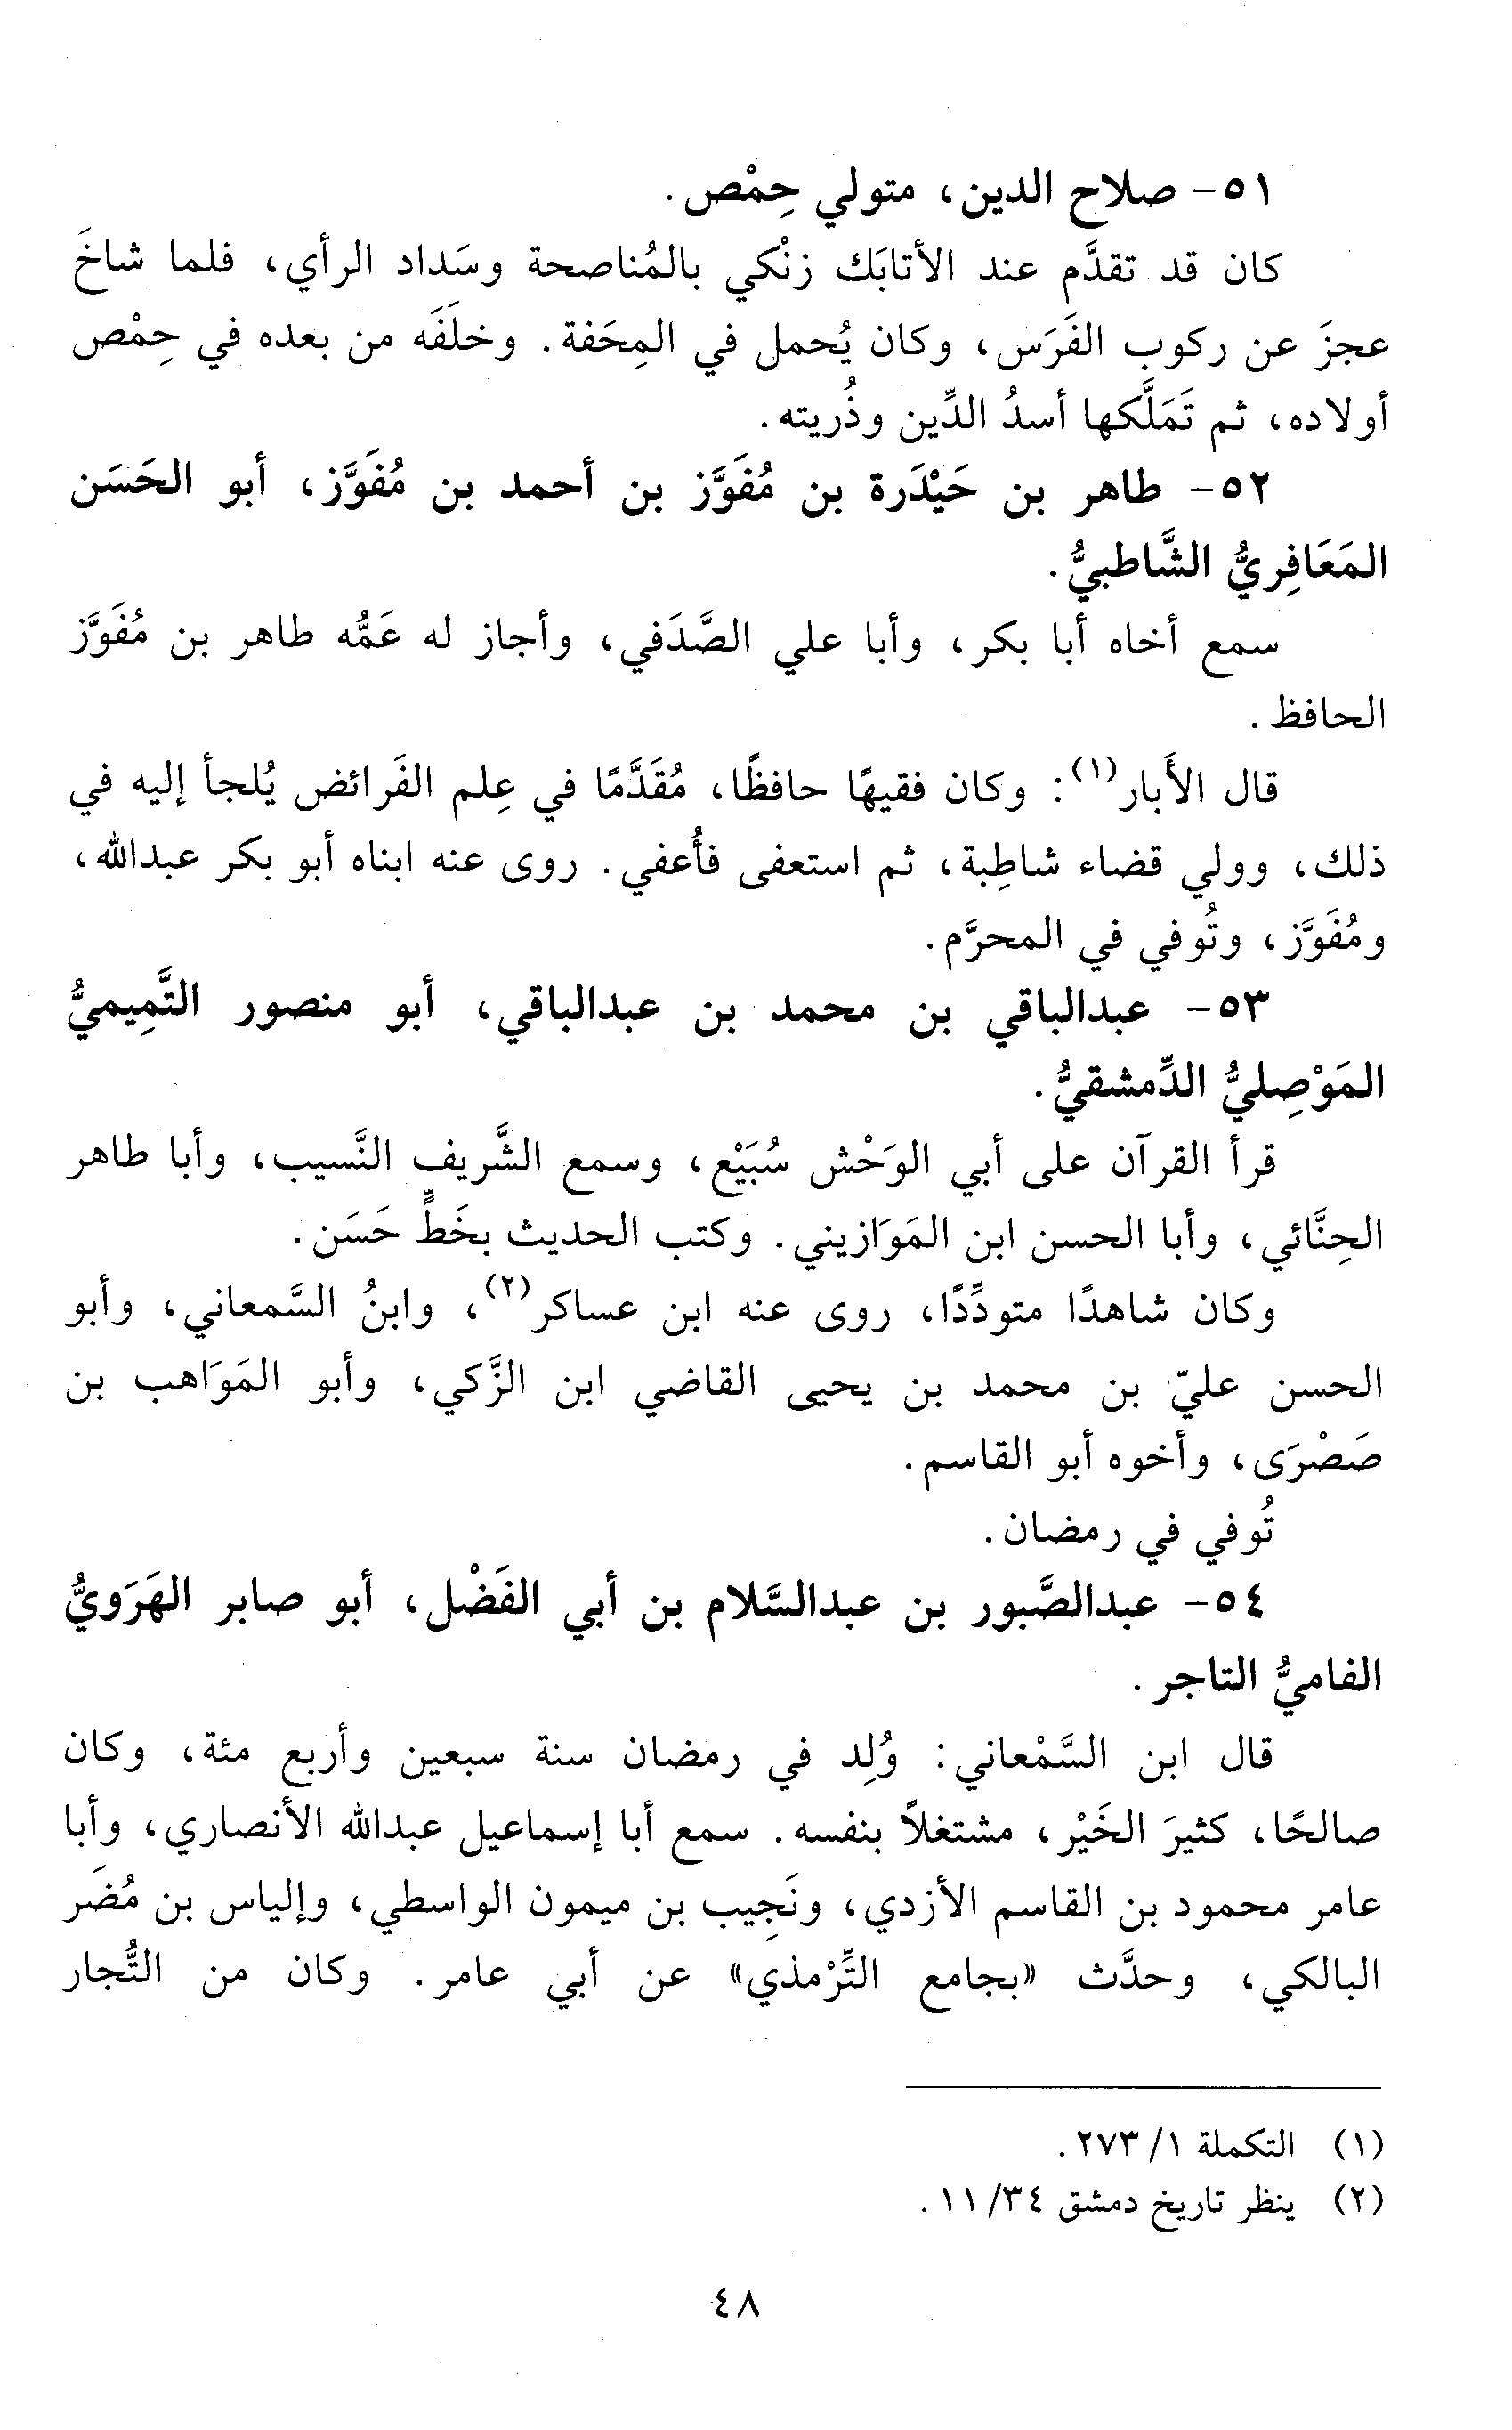 ٥١- صلاح الدين، متولي حِمْص.
كان قد تقدَّم عند الأتابَك زنْكي بالمُناصحة وسَداد الرأي، فلما شاخَ
عجزَ عن ركوب الفَرَس، وكان يُحمل في المِحَفة. وخلَفَه من بعده في حِمْص
أولاده، ثم تَمَلَّكها أسدُ الدِّين وذُريته.
٥٢- طاهر بن حَيْدَرة بن مُفَوَّز بن أحمد بن مُفَوَّز، أبو الحَسَن
المَعَافِريُّ الشَّاطبيُّ.
سمع أخاه أبا بكر، وأبا علي الصَّدَفي، وأجاز له عَمُّه طاهر بن مُفَوَّز
الحافظ.
قال الأَبار(١): وكان فقيهًا حافظًا، مُقَدَّمًا في عِلم الفَرائض يُلجأ إليه في
ذلك، وولي قضاء شاطِبة، ثم استعفى فأُعفي. روى عنه ابناه أبو بكر عبدالله،
ومُفَوَّز، وتُوفي في المحرَّم.
٥٣- عبدالباقي بن محمد بن عبدالباقي، أبو منصور التَّمِيميُّ
المَوْصِليُّ الدِّمشقيُّ.
قرأ القرآن على أبي الوَحْش سُبَيْع، وسمع الشَّريف النَّسيب، وأبا طاهر
الحِنَّائي، وأبا الحسن ابن المَوَازيني. وكتب الحديث بخَطٍّ حَسَن.
وكان شاهدًا متودِّدًا، روى عنه ابن عساكر(٢)، وابنُ السَّمعاني، وأبو
الحسن عليّ بن محمد بن يحيى القاضي ابن الزَّكي، وأبو المَوَاهب بن
صَصْرَى، وأخوه أبو القاسم.
تُوفي في رمضان.
٥٤- عبدالصَّبور بن عبدالسَّلام بن أبي الفَضْل، أبو صابر الهَرَويُّ
الفاميُّ التاجر.
قال ابن السَّمْعاني: وُلِد في رمضان سنة سبعين وأربع مئة، وكان
صالحًا، كثيرَ الخَيْر، مشتغلاً بنفسه. سمع أبا إسماعيل عبدالله الأنصاري، وأبا
عامر محمود بن القاسم الأزدي، ونَجِيب بن ميمون الواسطي، وإلياس بن مُضَر
البالكي، وحدَّث «بجامع التِّرْمذي» عن أبي عامر. وكان من التُّجار
(١) التكملة ١/ ٢٧٣.
(٢) ينظر تاريخ دمشق ٣٤/ ١١.
٤٨